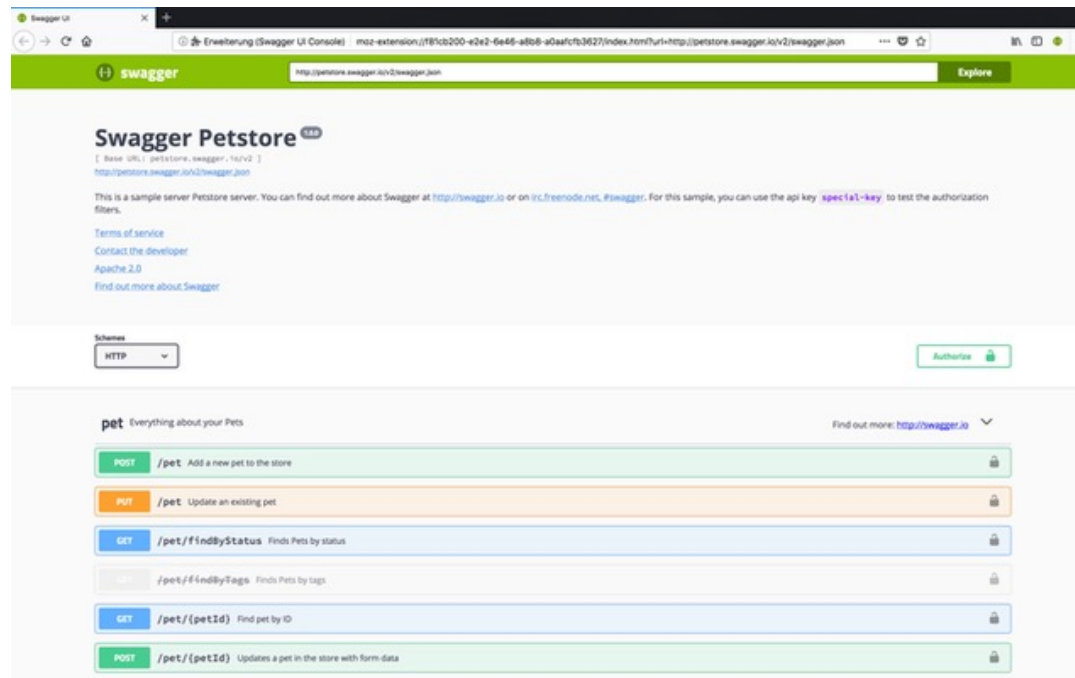 Swagger UI
Erweiterung (Swagger UI Console) moz-extension://f81cb200-e2e2-6e46-a8b8-a0aafcfb3627/index.html?url=http://petstore.swagger.io/v2/swagger.json
swagger http://petstore.swagger.io/v2/swagger.json Explore
Swagger Petstore 1.0.0
[ Base URL: petstore.swagger.io/v2 ]
http://petstore.swagger.io/v2/swagger.json
This is a sample server Petstore server. You can find out more about Swagger at http://swagger.io or on irc.freenode.net, #swagger. For this sample, you can use the api key special-key to test the authorization
filters.
Terms of service
Contact the developer
Apache 2.0
Find out more about Swagger
Schemes
HTTP Authorize
pet Everything about your Pets Find out more: http://swagger.io
POST /pet Add a new pet to the store
PUT /pet Update an existing pet
GET /pet/findByStatus Finds Pets by status
GET /pet/findByTags Finds Pets by tags
GET /pet/{petId} Find pet by ID
POST /pet/{petId} Updates a pet in the store with form data